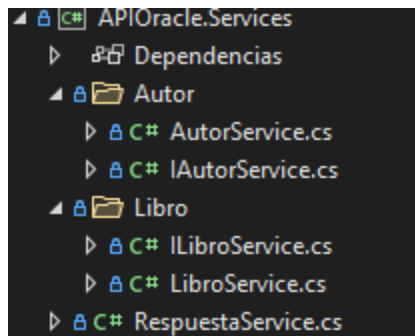 C# APIOracle.Services
Dependencias
Autor
C# AutorService.cs
C# IAutorService.cs
Libro
C# ILibroService.cs
C# LibroService.cs
C# RespuestaService.cs